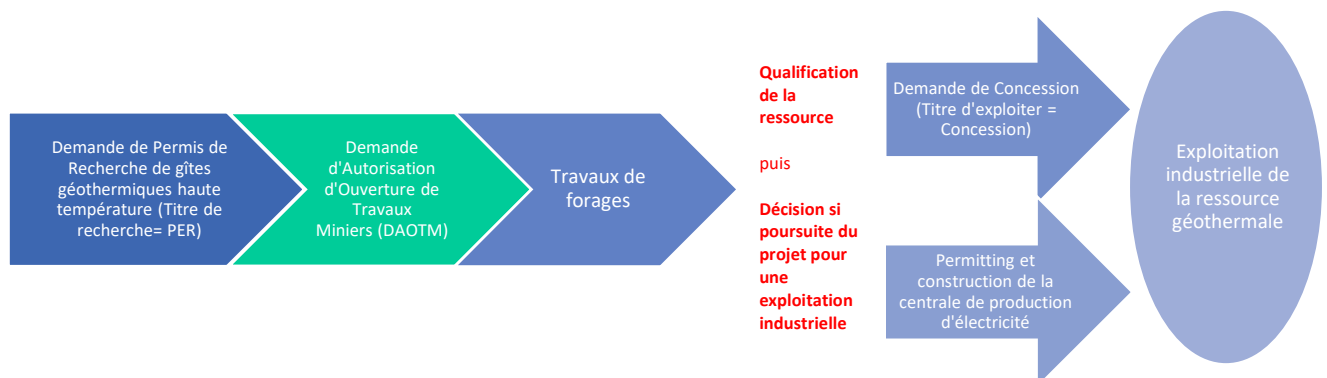 Demande de Permis de
Recherche de gîtes
géothermiques haute
température (Titre de
recherche= PER)
Demande
d'Autorisation
d'Ouverture de
Travaux
Miniers (DAOTM)
Travaux de
forages
Qualification
de la
ressource
puis
Décision si
poursuite du
projet pour
une
exploitation
industrielle
Demande de Concession
(Titre d'exploiter =
Concession)
Permitting et
construction de la
centrale de production
d'électricité
Exploitation
industrielle de
la ressource
géothermale